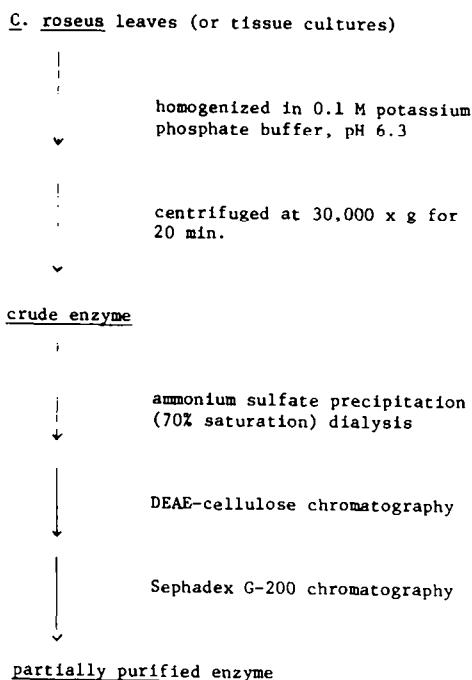 C. roseus leaves (or tissue cultures)
homogenized in 0.1 M potassium
phosphate buffer, pH 6.3
centrifuged at 30,000 x g for
20 min.
crude enzyme
ammonium sulfate precipitation
(70% saturation) dialysis
DEAE-cellulose chromatography
Sephadex G-200 chromatography
partially purified enzyme